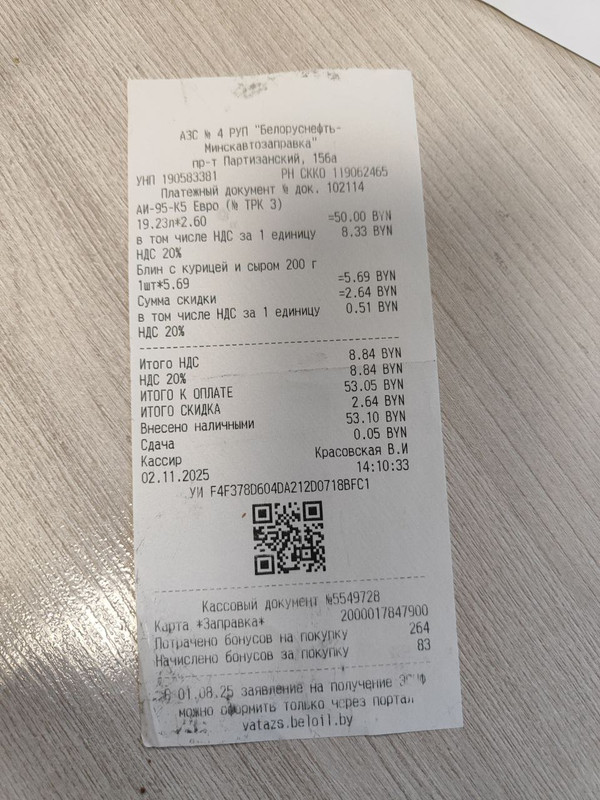 АЗС № 4 РУП "Белоруснефть-
Минскавтозаправка"
пр-т Партизанский, 156а
УНП 190583381 РН СККО 119062465
Платежный документ № док. 102114
АИ-95-К5 Евро (№ ТРК 3)
19.23л*2.60 =50.00 BYN
в том числе НДС за 1 единицу 8.33 BYN
НДС 20%
Блин с курицей и сыром 200 г
1шт*5.69 =5.69 BYN
Сумма скидки =2.64 BYN
в том числе НДС за 1 единицу 0.51 BYN
НДС 20%
Итого НДС 8.84 BYN
НДС 20% 8.84 BYN
ИТОГО К ОПЛАТЕ 53.05 BYN
ИТОГО СКИДКА 2.64 BYN
Внесено наличными 53.10 BYN
Сдача 0.05 BYN
Кассир Красовская В.И
02.11.2025 14:10:33
УИ F4F378D604DA212D0718BFC1
Кассовый документ №5549728
Карта *Заправка* 2000017847900
Потрачено бонусов на покупку 264
Начислено бонусов за покупку 83
01.08.25 заявление на получение
можно оформить только через портал
vatazs.beloil.by